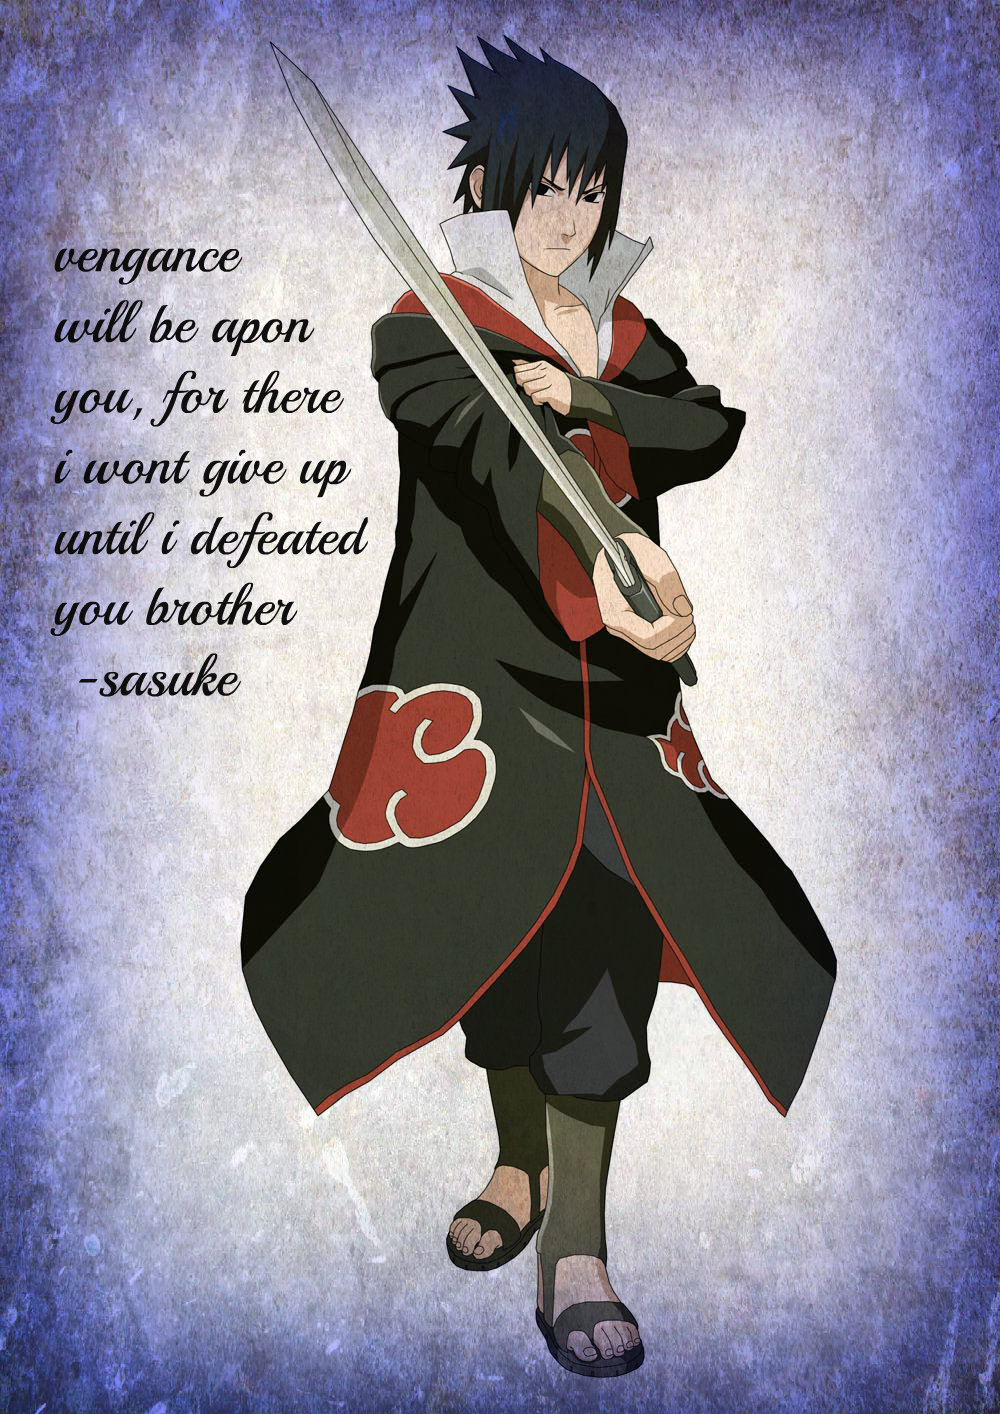 vengance
will be apon
you, for there
i wont give up
until i defeated
you brother
-sasuke